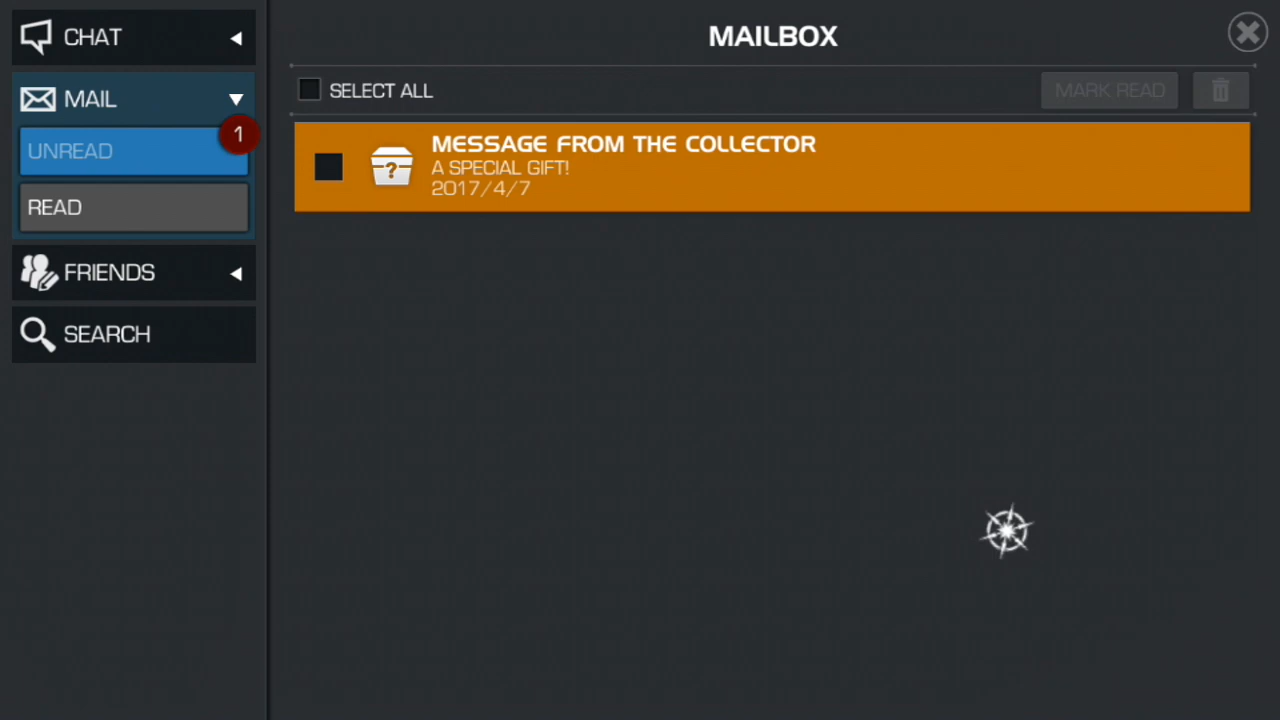 CHAT
MAIL
UNREAD
1
READ
FRIENDS
SEARCH
MAILBOX
SELECT ALL
MARK READ
MESSAGE FROM THE COLLECTOR
?
A SPECIAL GIFT!
2017/4/7